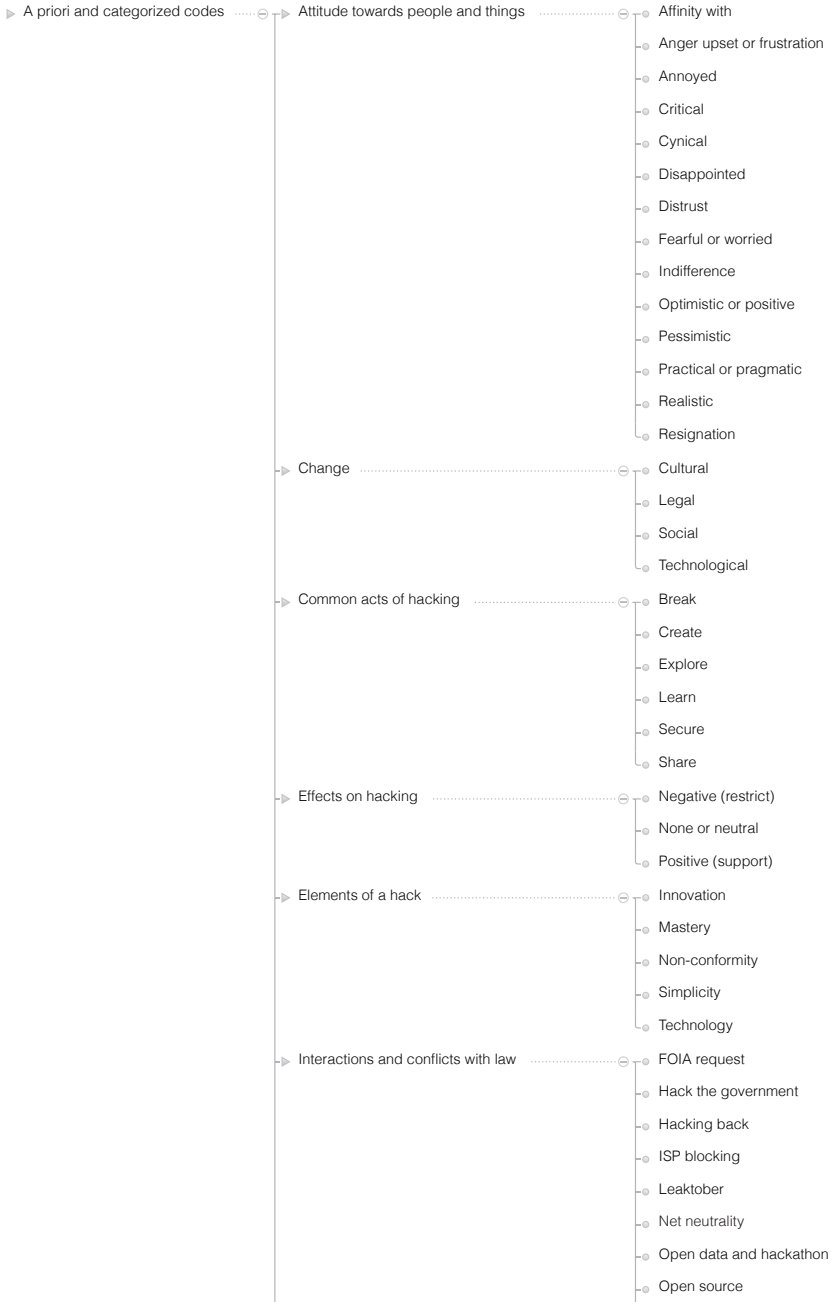 A priori and categorized codes
Attitude towards people and things
Affinity with
Anger upset or frustration
Annoyed
Critical
Cynical
Disappointed
Distrust
Fearful or worried
Indifference
Optimistic or positive
Pessimistic
Practical or pragmatic
Realistic
Resignation
Change
Cultural
Legal
Social
Technological
Common acts of hacking
Break
Create
Explore
Learn
Secure
Share
Effects on hacking
Negative (restrict)
None or neutral
Positive (support)
Elements of a hack
Innovation
Mastery
Non-conformity
Simplicity
Technology
Interactions and conflicts with law
FOIA request
Hack the government
Hacking back
ISP blocking
Leaktober
Net neutrality
Open data and hackathon
Open source